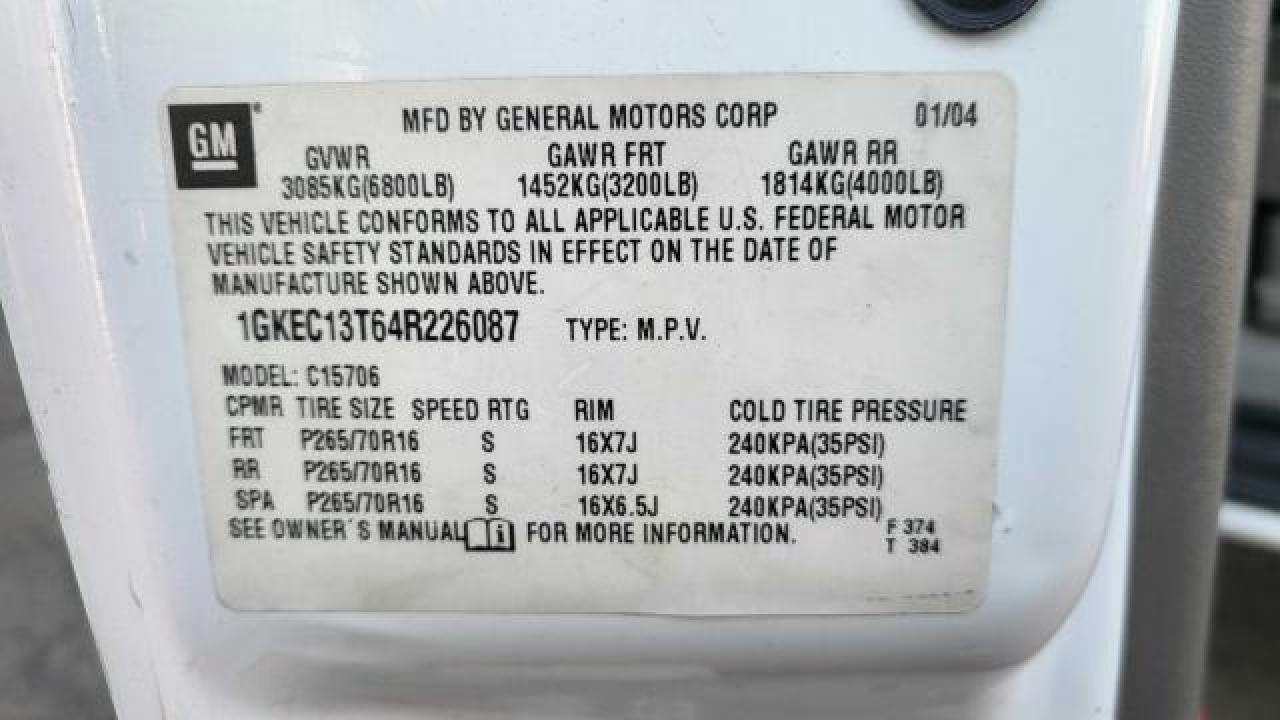 GM
MFD BY GENERAL MOTORS CORP 01/04
GVWR GAWR FRT GAWR RR
3085KG(6800LB) 1452KG(3200LB) 1814KG(4000LB)
THIS VEHICLE CONFORMS TO ALL APPLICABLE U.S. FEDERAL MOTOR
VEHICLE SAFETY STANDARDS IN EFFECT ON THE DATE OF
MANUFACTURE SHOWN ABOVE.
1GKEC13T64R226087 TYPE: M.P.V.
MODEL: C15706
CPMR TIRE SIZE SPEED RTG RIM COLD TIRE PRESSURE
FRT P265/70R16 S 16X7J 240KPA(35PSI)
RR P265/70R16 S 16X7J 240KPA(35PSI)
SPA P265/70R16 S 16X6.5J 240KPA(35PSI)
SEE OWNER'S MANUAL i FOR MORE INFORMATION. F 374
T 384